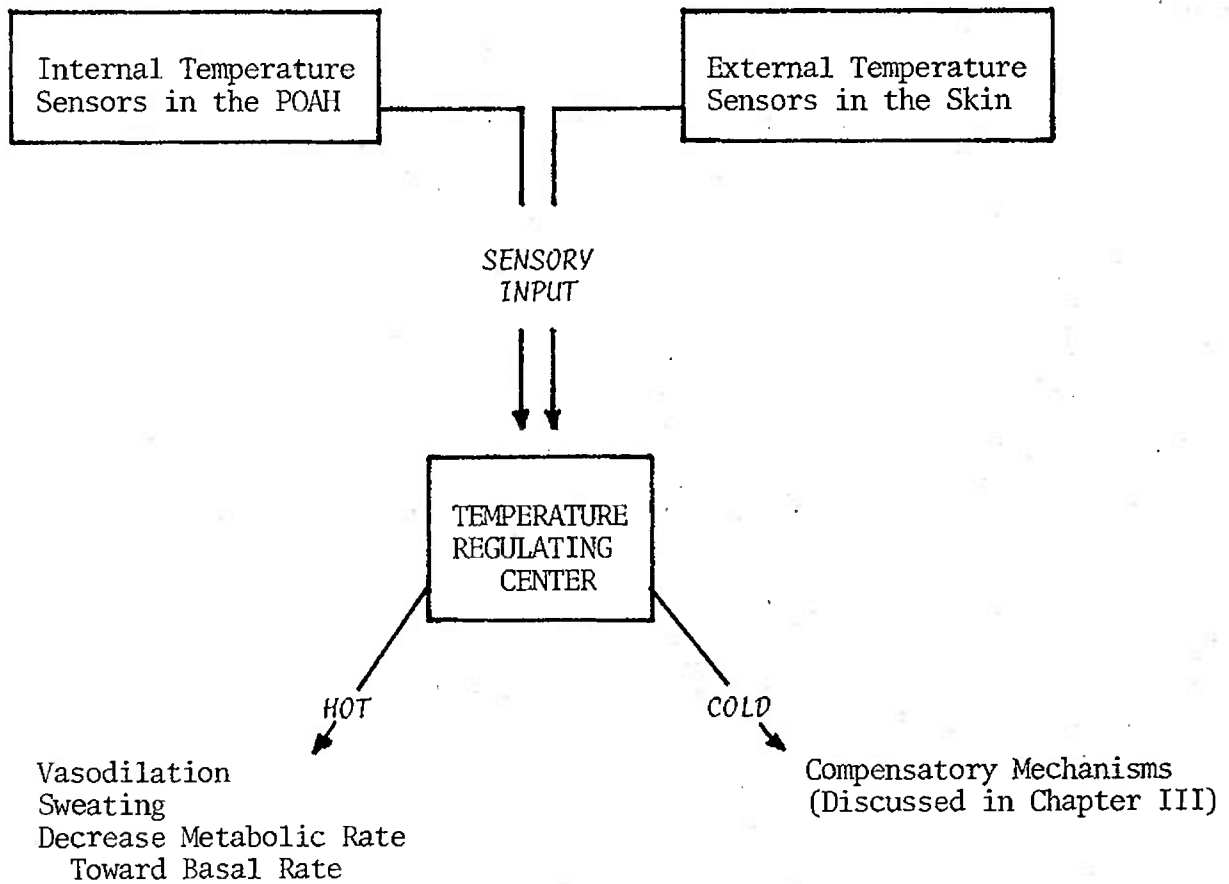 Internal Temperature
Sensors in the POAH
External Temperature
Sensors in the Skin
SENSORY
INPUT
TEMPERATURE
REGULATING
CENTER
HOT
COLD
Vasodilation
Sweating
Decrease Metabolic Rate
Toward Basal Rate
Compensatory Mechanisms
(Discussed in Chapter III)